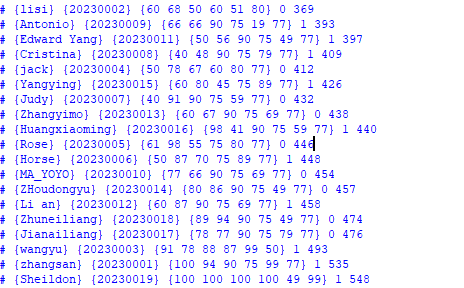 # {lisi} {20230002} {60 68 50 60 51 80} 0 369
# {Antonio} {20230009} {66 66 90 75 19 77} 1 393
# {Edward Yang} {20230011} {50 56 90 75 49 77} 1 397
# {Cristina} {20230008} {40 48 90 75 79 77} 1 409
# {jack} {20230004} {50 78 67 60 80 77} 0 412
# {Yangying} {20230015} {60 80 45 75 89 77} 1 426
# {Judy} {20230007} {40 91 90 75 59 77} 0 432
# {Zhangyimo} {20230013} {60 67 90 75 69 77} 0 438
# {Huangxiaoming} {20230016} {98 41 90 75 59 77} 1 440
# {Rose} {20230005} {61 98 55 75 80 77} 0 446
# {Horse} {20230006} {50 87 70 75 89 77} 1 448
# {MA_YOYO} {20230010} {77 66 90 75 69 77} 0 454
# {ZHoudongyu} {20230014} {80 86 90 75 49 77} 0 457
# {Li an} {20230012} {60 87 90 75 69 77} 1 458
# {Zhuneiliang} {20230018} {89 94 90 75 49 77} 0 474
# {Jianailiang} {20230017} {78 77 90 75 79 77} 0 476
# {wangyu} {20230003} {91 78 88 87 99 50} 1 493
# {zhangsan} {20230001} {100 94 90 75 99 77} 1 535
# {Sheildon} {20230019} {100 100 100 100 49 99} 1 548